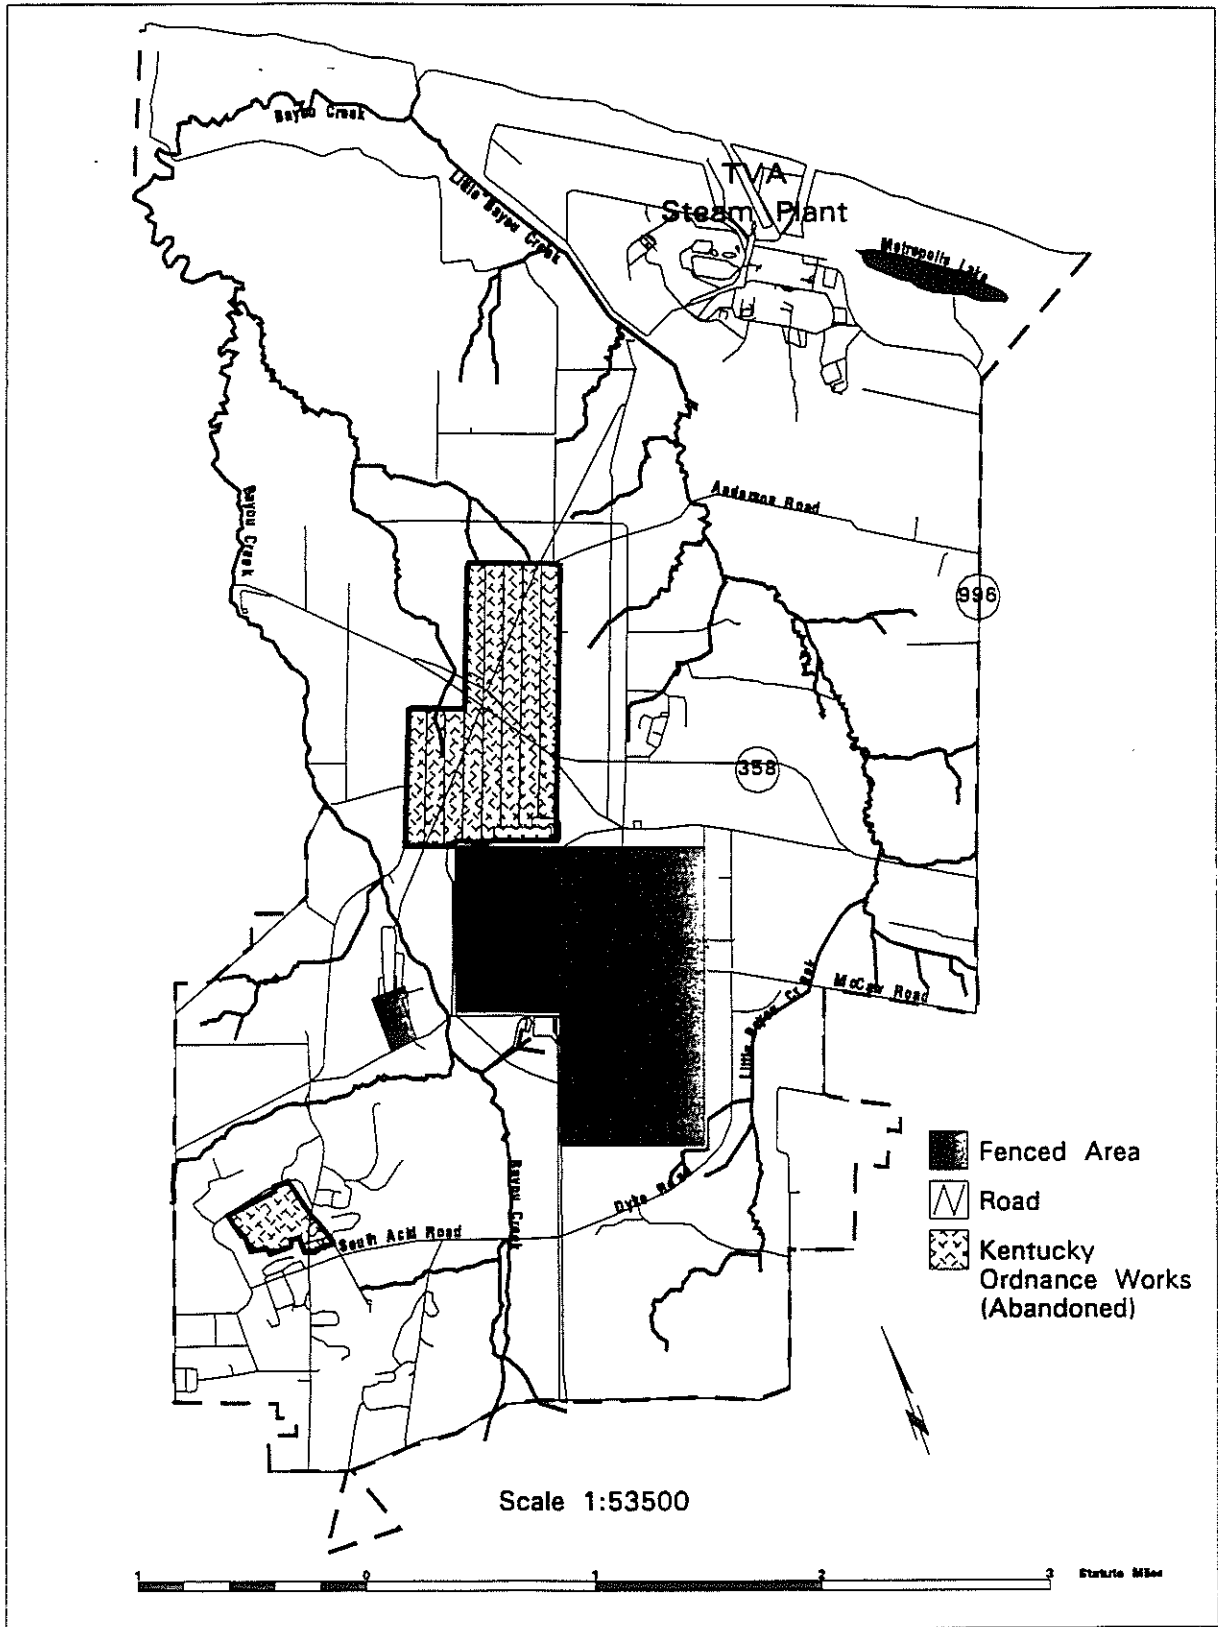 Bayou Creek
Little Bayou Creek
TVA
Steam Plant
Metropolis Lake
Bayou Creek
Anderson Road
996
358
McCaw Road
Little Bayou Creek
Bayou Creek
Dyke Road
South Acid Road
Fenced Area
Road
Kentucky
Ordnance Works
(Abandoned)
Scale 1:53500
1 0 1 2 3 Statute Miles